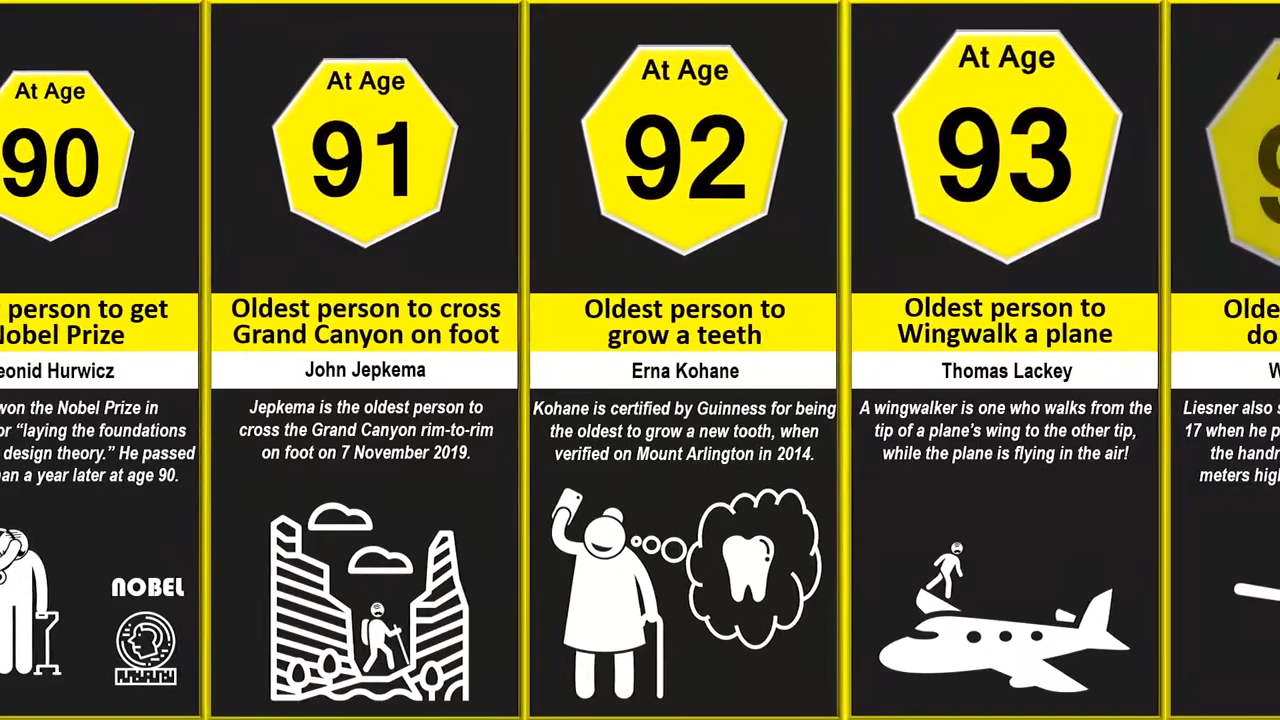 At Age
90
person to get
Nobel Prize
eonid Hurwicz
won the Nobel Prize in
or “laying the foundations
design theory.” He passed
an a year later at age 90.
NOBEL
At Age
91
Oldest person to cross
Grand Canyon on foot
John Jepkema
Jepkema is the oldest person to
cross the Grand Canyon rim-to-rim
on foot on 7 November 2019.
At Age
92
Oldest person to
grow a teeth
Erna Kohane
Kohane is certified by Guinness for being
the oldest to grow a new tooth, when
verified on Mount Arlington in 2014.
At Age
93
Oldest person to
Wingwalk a plane
Thomas Lackey
A wingwalker is one who walks from the
tip of a plane’s wing to the other tip,
while the plane is flying in the air!
Olde
do
W
Liesner also s
17 when he p
the handr
meters high